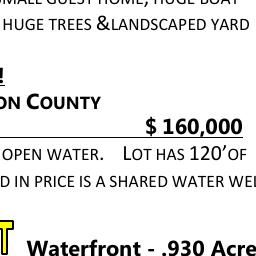 SMALL GUEST HOME, HUGE BOAT
HUGE TREES &LANDSCAPED YARD
!
ON COUNTY
$ 160,000
OPEN WATER. LOT HAS 120’OF
D IN PRICE IS A SHARED WATER WEL
T Waterfront - .930 Acre